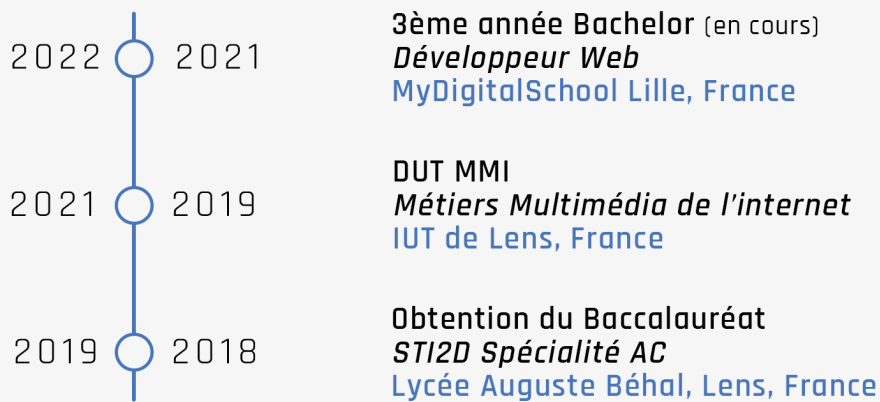 2022 2021
3ème année Bachelor (en cours)
Développeur Web
MyDigitalSchool Lille, France
2021 2019
DUT MMI
Métiers Multimédia de l'internet
IUT de Lens, France
2019 2018
Obtention du Baccalauréat
STI2D Spécialité AC
Lycée Auguste Béhal, Lens, France